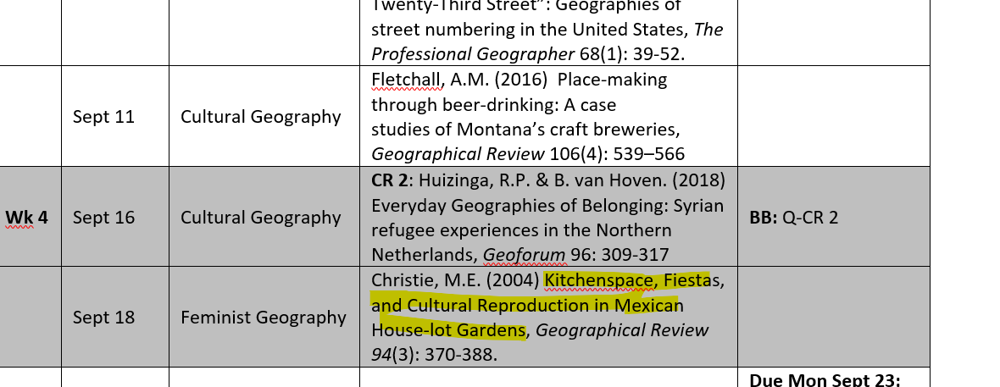 Twenty-Third Street”: Geographies of
street numbering in the United States, The
Professional Geographer 68(1): 39-52.
Sept 11
Cultural Geography
Fletchall, A.M. (2016)  Place-making
through beer-drinking: A case
studies of Montana’s craft breweries,
Geographical Review 106(4): 539–566
Wk 4
Sept 16
Cultural Geography
CR 2: Huizinga, R.P. & B. van Hoven. (2018)
Everyday Geographies of Belonging: Syrian
refugee experiences in the Northern
Netherlands, Geoforum 96: 309-317
BB: Q-CR 2
Sept 18
Feminist Geography
Christie, M.E. (2004) Kitchenspace, Fiestas,
and Cultural Reproduction in Mexican
House-lot Gardens, Geographical Review
94(3): 370-388.
Due Mon Sept 23: